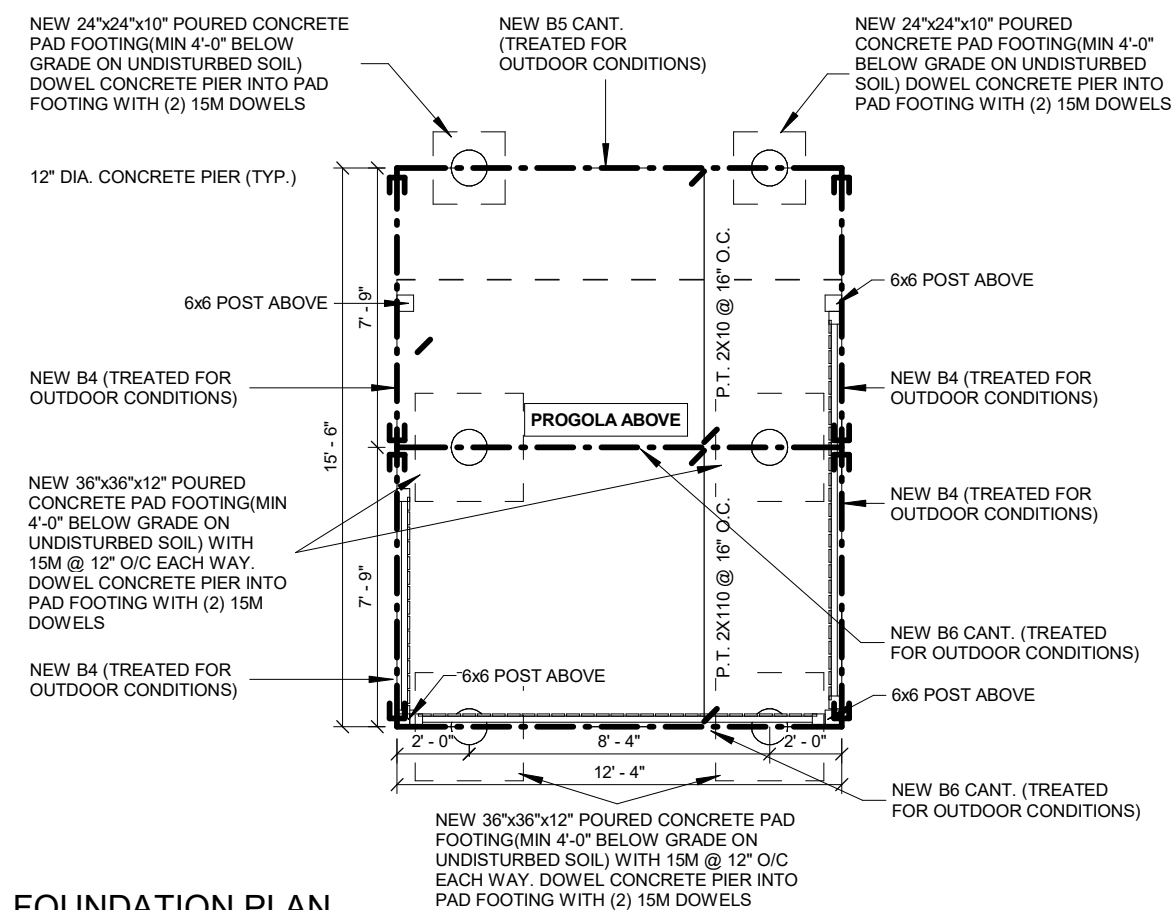 NEW 24"x24"x10" POURED CONCRETE
PAD FOOTING(MIN 4'-0" BELOW
GRADE ON UNDISTURBED SOIL)
DOWEL CONCRETE PIER INTO PAD
FOOTING WITH (2) 15M DOWELS
NEW B5 CANT.
(TREATED FOR
OUTDOOR CONDITIONS)
NEW 24"x24"x10" POURED
CONCRETE PAD FOOTING(MIN 4'-0"
BELOW GRADE ON UNDISTURBED
SOIL) DOWEL CONCRETE PIER INTO
PAD FOOTING WITH (2) 15M DOWELS
12" DIA. CONCRETE PIER (TYP.)
6x6 POST ABOVE
7' - 9"
P.T. 2X10 @ 16" O.C.
6x6 POST ABOVE
NEW B4 (TREATED FOR
OUTDOOR CONDITIONS)
NEW B4 (TREATED FOR
OUTDOOR CONDITIONS)
PROGOLA ABOVE
15' - 6"
NEW 36"x36"x12" POURED
CONCRETE PAD FOOTING(MIN
4'-0" BELOW GRADE ON
UNDISTURBED SOIL) WITH
15M @ 12" O/C EACH WAY.
DOWEL CONCRETE PIER INTO
PAD FOOTING WITH (2) 15M
DOWELS
NEW B4 (TREATED FOR
OUTDOOR CONDITIONS)
7' - 9"
P.T. 2X110 @ 16" O.C.
NEW B6 CANT. (TREATED
FOR OUTDOOR CONDITIONS)
NEW B4 (TREATED FOR
OUTDOOR CONDITIONS)
6x6 POST ABOVE
6x6 POST ABOVE
2' - 0"
8' - 4"
2' - 0"
12' - 4"
NEW B6 CANT. (TREATED
FOR OUTDOOR CONDITIONS)
NEW 36"x36"x12" POURED CONCRETE PAD
FOOTING(MIN 4'-0" BELOW GRADE ON
UNDISTURBED SOIL) WITH 15M @ 12" O/C
EACH WAY. DOWEL CONCRETE PIER INTO
PAD FOOTING WITH (2) 15M DOWELS
FOUNDATION PLAN